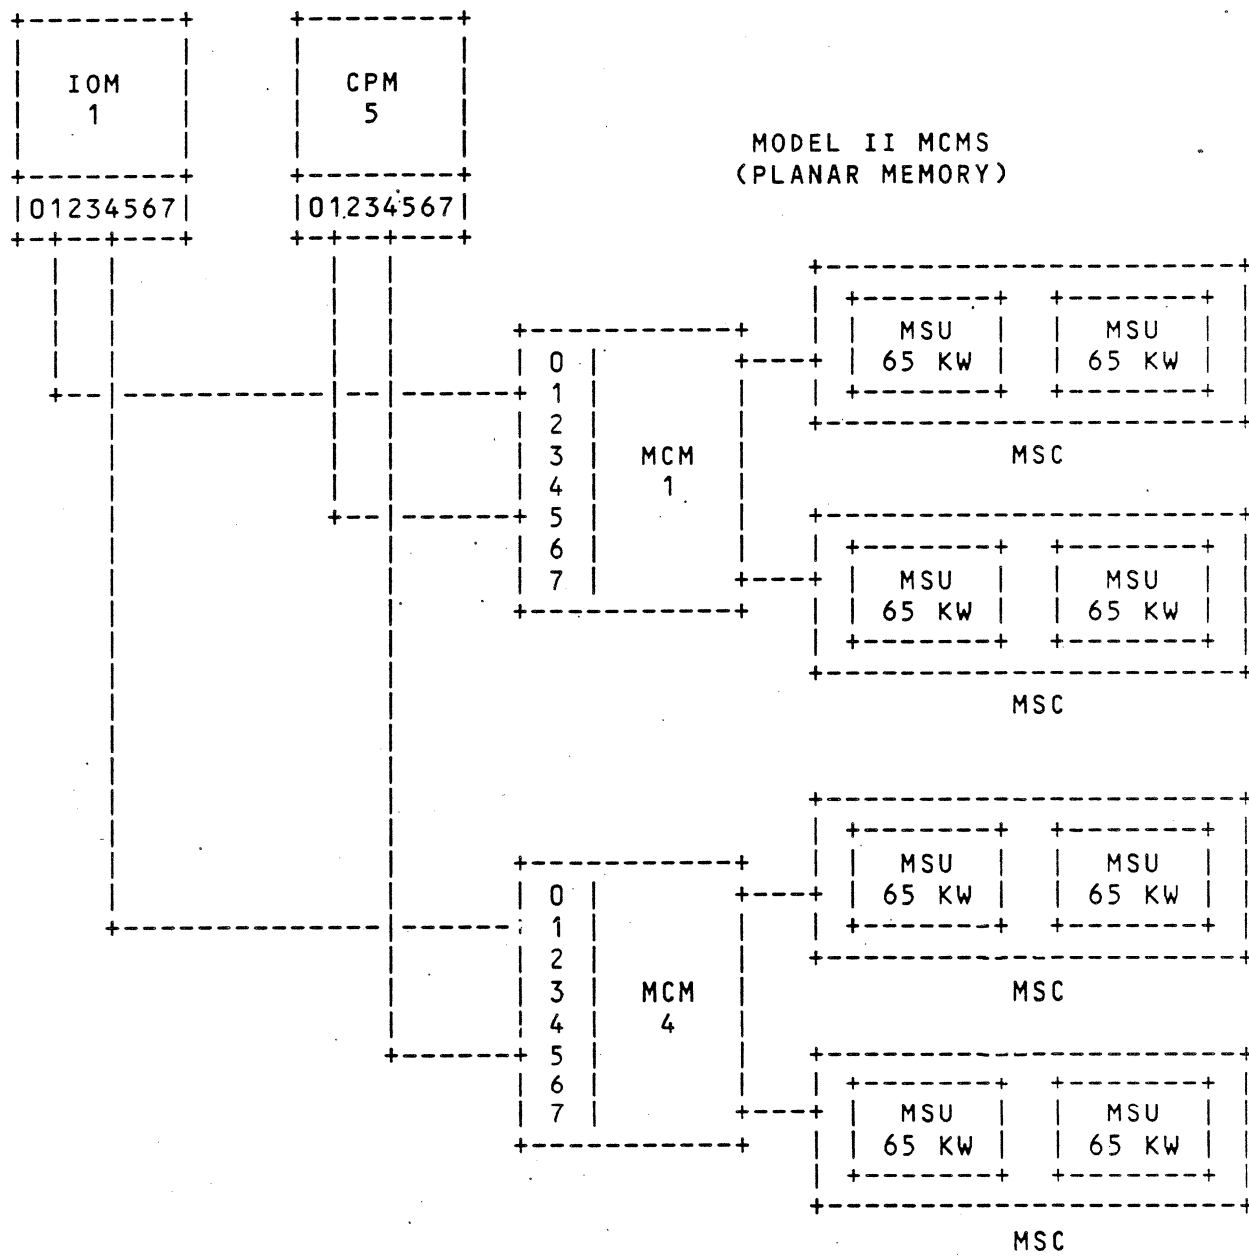 IOM
1
CPM
5
MODEL II MCMS
(PLANAR MEMORY)
|01234567|
|01234567|
0
1
2
3
4
5
6
7
MCM
1
MSU
65 KW
MSU
65 KW
MSC
MSU
65 KW
MSU
65 KW
MSC
0
1
2
3
4
5
6
7
MCM
4
MSU
65 KW
MSU
65 KW
MSC
MSU
65 KW
MSU
65 KW
MSC